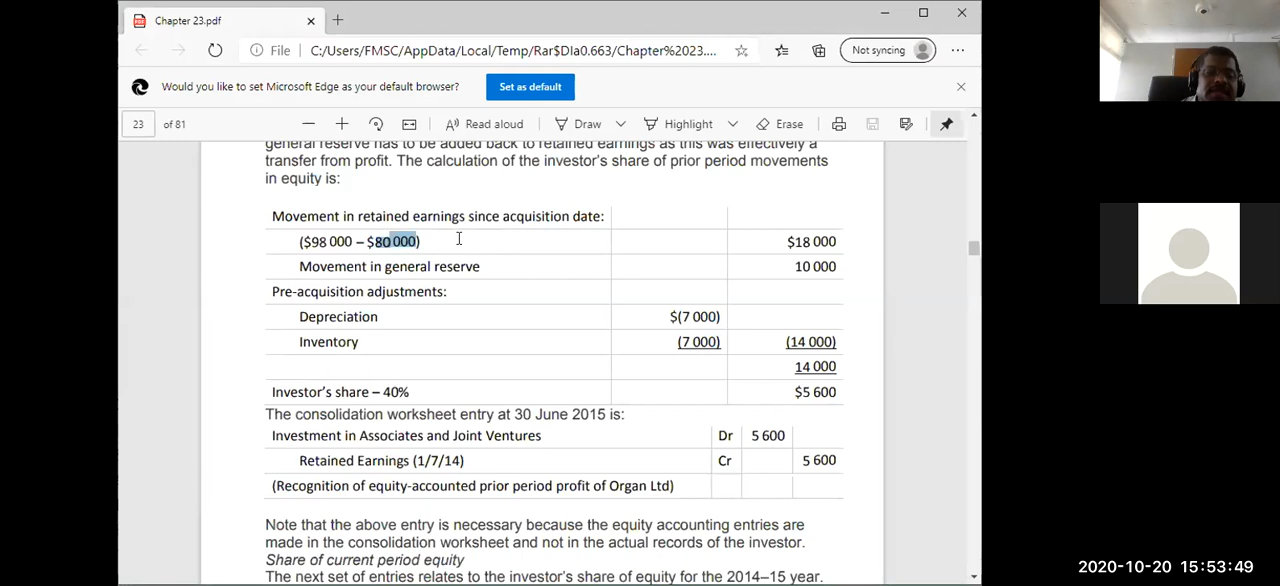 Chapter 23.pdf
File
C:/Users/FMSC/AppData/Local/Temp/Rar$DIa0.663/Chapter%2023....
Not syncing
Would you like to set Microsoft Edge as your default browser?
Set as default
23 of 81
Read aloud
Draw
Highlight
Erase
general reserve has to be added back to retained earnings as this was effectively a
transfer from profit. The calculation of the investor's share of prior period movements
in equity is:
Movement in retained earnings since acquisition date:
($98 000 – $80 000) $18 000
Movement in general reserve 10 000
Pre-acquisition adjustments:
Depreciation $(7 000)
Inventory (7 000) (14 000)
14 000
Investor's share – 40% $5 600
The consolidation worksheet entry at 30 June 2015 is:
Investment in Associates and Joint Ventures Dr 5 600
Retained Earnings (1/7/14) Cr 5 600
(Recognition of equity-accounted prior period profit of Organ Ltd)
Note that the above entry is necessary because the equity accounting entries are
made in the consolidation worksheet and not in the actual records of the investor.
Share of current period equity
The next set of entries relates to the investor's share of equity for the 2014–15 year.
2020-10-20 15:53:49